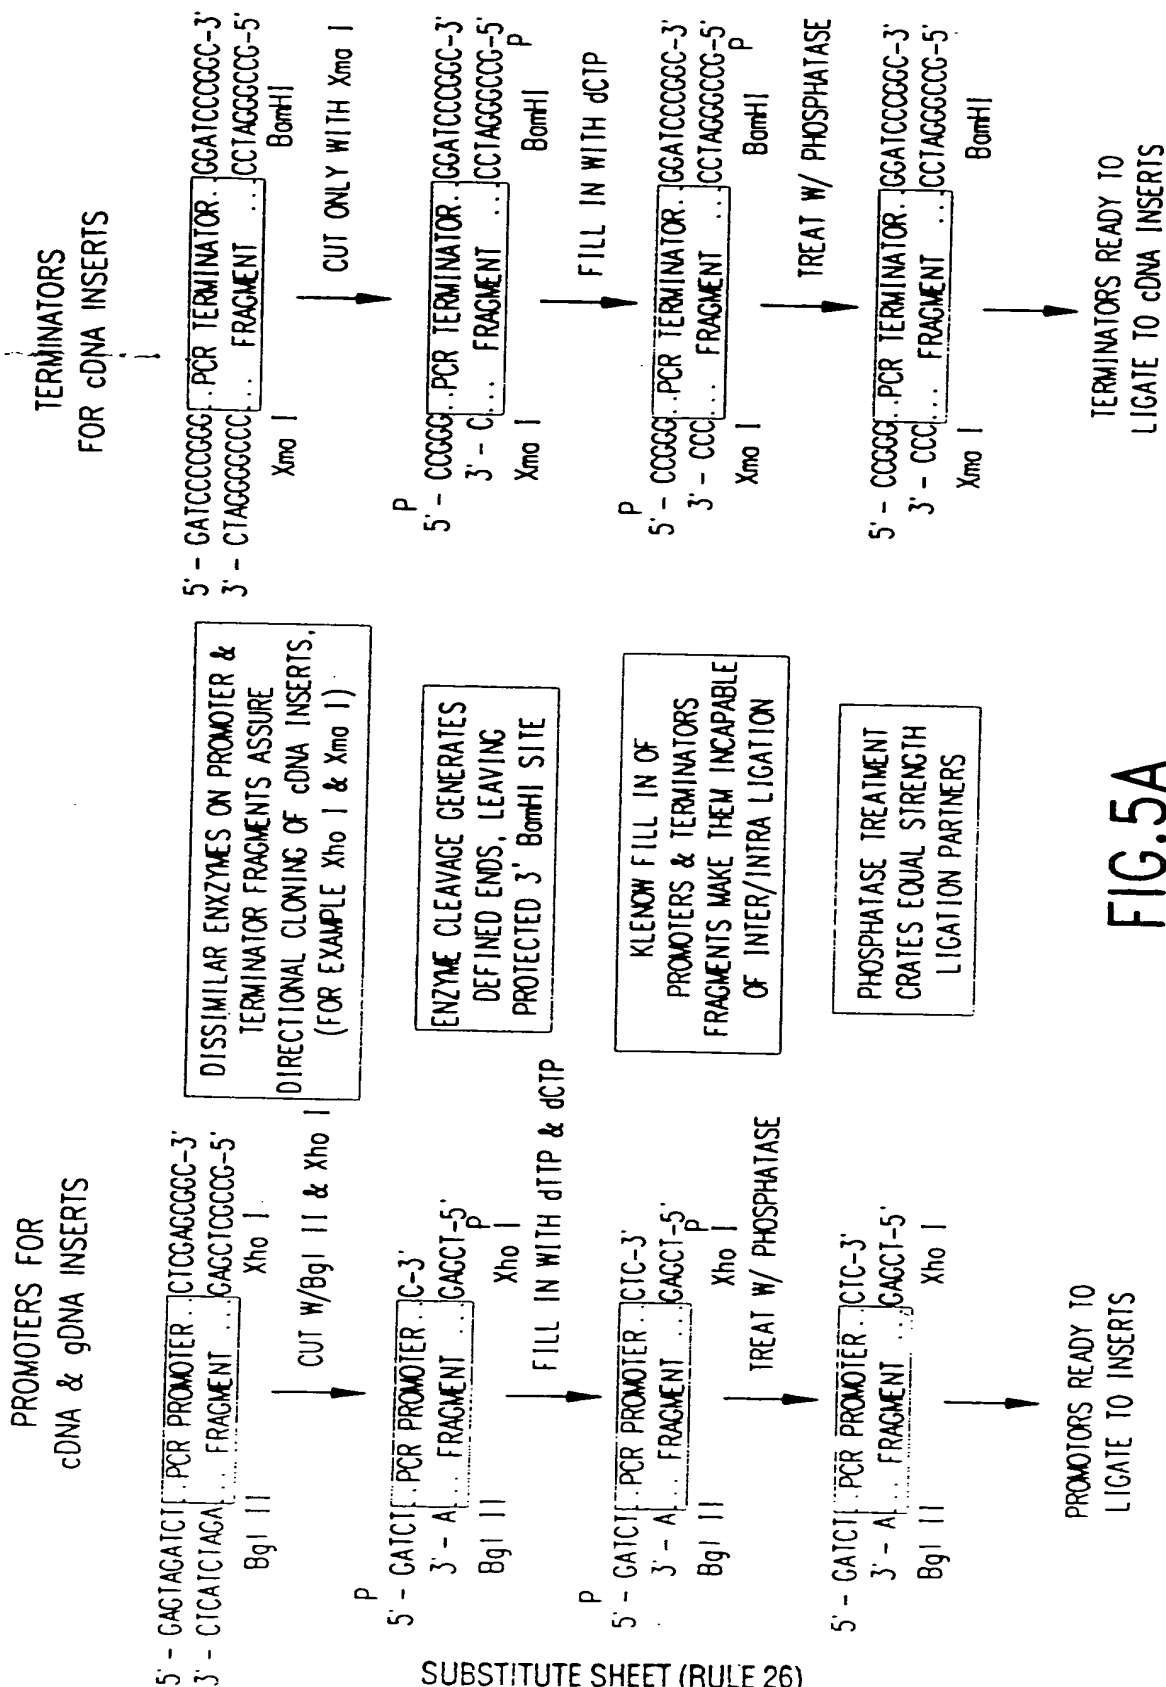 PROMOTERS FOR
cDNA & gDNA INSERTS
5' - GAGTAGATCT..PCR PROMOTER..CTCGAGCGGC-3'
3' - CTCATCTAGA... FRAGMENT ...GAGCTCGCCG-5'
Bgl II
Xho I
CUT W/Bgl II & Xho I
P
5' - GATCT..PCR PROMOTER..C-3'
3' - A... FRAGMENT ...GAGCT-5'
P
Bgl II
Xho I
FILL IN WITH dTTP & dCTP
P
5' - GATCT..PCR PROMOTER..CTC-3'
3' - A... FRAGMENT ...GAGCT-5'
P
Bgl II
Xho I
TREAT W/ PHOSPHATASE
5' - GATCT..PCR PROMOTER..CTC-3'
3' - A... FRAGMENT ...GAGCT-5'
Bgl II
Xho I
PROMOTORS READY TO
LIGATE TO INSERTS
DISSIMILAR ENXZYMES ON PROMOTER &
TERMINATOR FRAGMENTS ASSURE
DIRECTIONAL CLONING OF cDNA INSERTS,
(FOR EXAMPLE Xho I & Xma I)
ENZYME CLEAVAGE GENERATES
DEFINED ENDS, LEAVING
PROTECTED 3' BamHI SITE
KLENOW FILL IN OF
PROMOTERS & TERMINATORS
FRAGMENTS MAKE THEM INCAPABLE
OF INTER/INTRA LIGATION
PHOSPHATASE TREATMENT
CRATES EQUAL STRENGTH
LIGATION PARTNERS
TERMINATORS
FOR cDNA INSERTS
5' - GATCCCCGGG..PCR TERMINATOR..GGATCCCGGC-3'
3' - CTAGGGGCCC... FRAGMENT ...CCTAGGGCCG-5'
Xma I
BamHI
CUT ONLY WITH Xma I
P
5' - CCGGG..PCR TERMINATOR..GGATCCCGGC-3'
3' - C... FRAGMENT ...CCTAGGGCCG-5'
P
Xma I
BamHI
FILL IN WITH dCTP
P
5' - CCGGG..PCR TERMINATOR..GGATCCCGGC-3'
3' - CCC... FRAGMENT ...CCTAGGGCCG-5'
P
Xma I
BamHI
TREAT W/ PHOSPHATASE
5' - CCGGG..PCR TERMINATOR..GGATCCCGGC-3'
3' - CCC... FRAGMENT ...CCTAGGGCCG-5'
Xma I
BamHI
TERMINATORS READY TO
LIGATE TO cDNA INSERTS
FIG.5A
SUBSTITUTE SHEET (RULE 26)